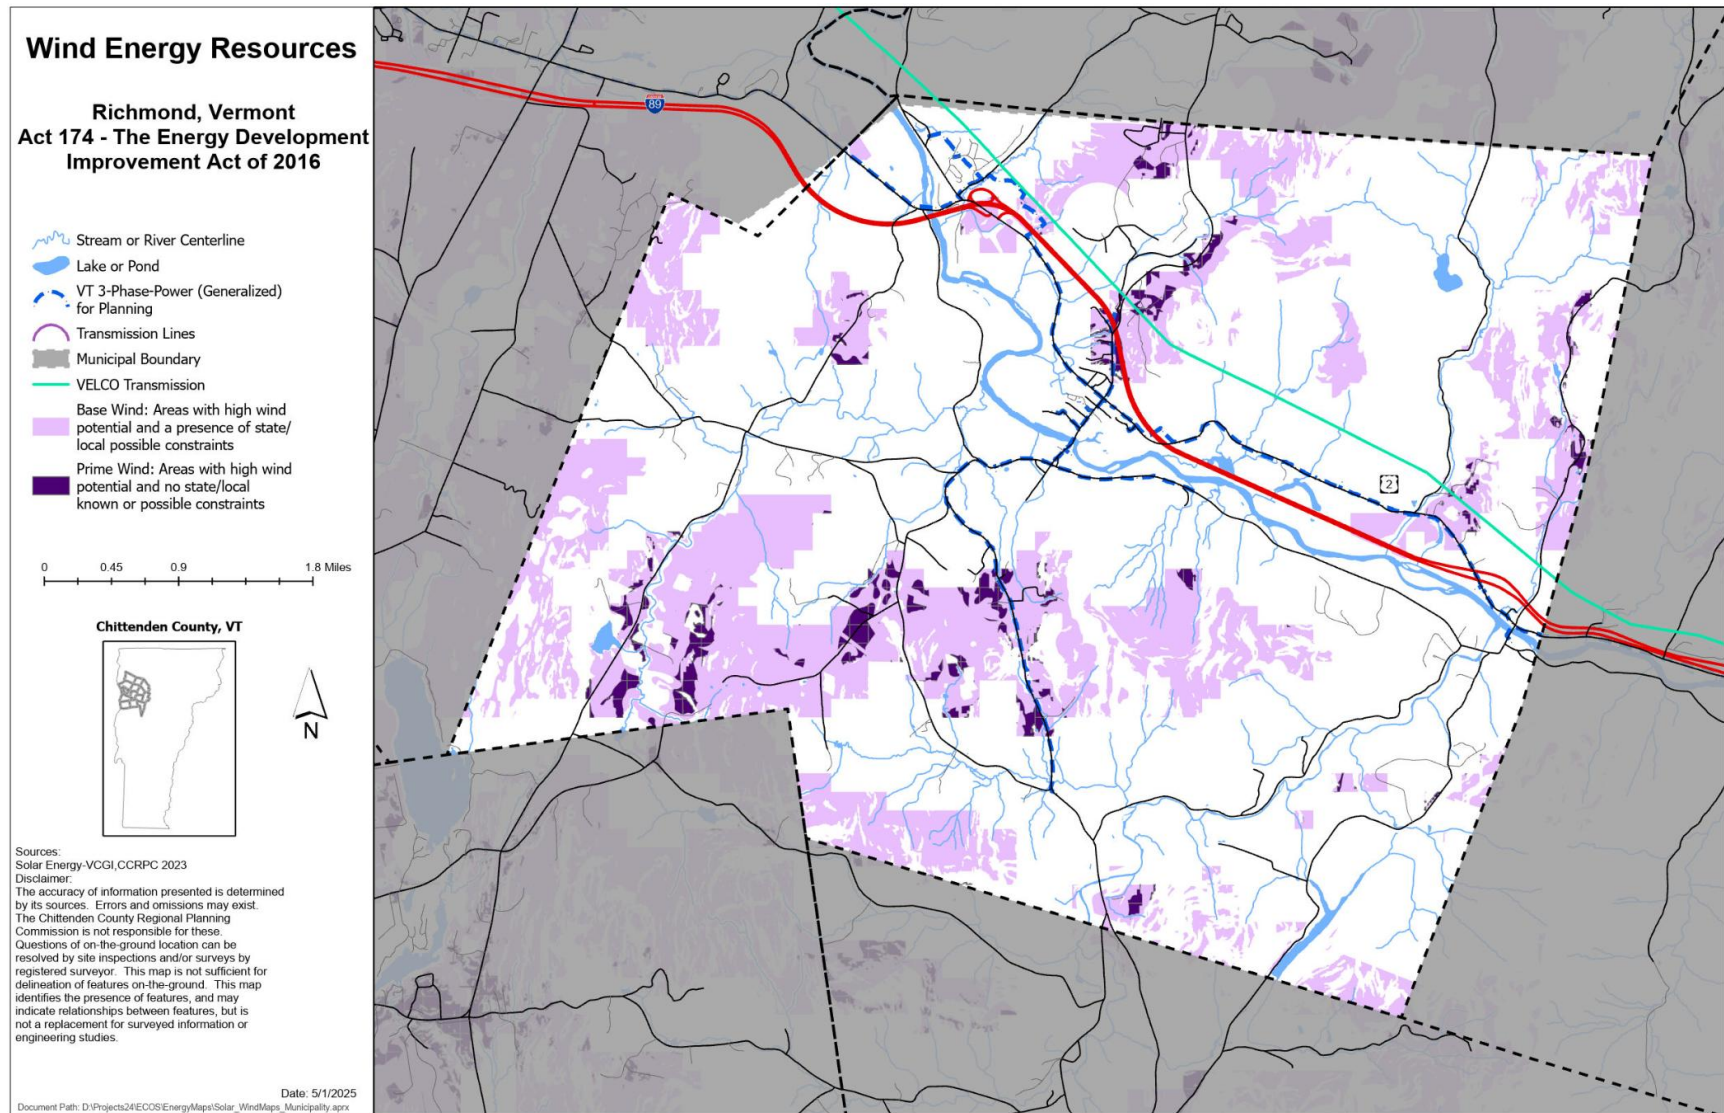 Wind Energy Resources
Richmond, Vermont
Act 174 - The Energy Development
Improvement Act of 2016
Stream or River Centerline
Lake or Pond
VT 3-Phase-Power (Generalized)
for Planning
Transmission Lines
Municipal Boundary
VELCO Transmission
Base Wind: Areas with high wind
potential and a presence of state/
local possible constraints
Prime Wind: Areas with high wind
potential and no state/local
known or possible constraints
0 0.45 0.9 1.8 Miles
Chittenden County, VT
N
Sources:
Solar Energy-VCGI,CCRPC 2023
Disclaimer:
The accuracy of information presented is determined
by its sources. Errors and omissions may exist.
The Chittenden County Regional Planning
Commission is not responsible for these.
Questions of on-the-ground location can be
resolved by site inspections and/or surveys by
registered surveyor. This map is not sufficient for
delineation of features on-the-ground. This map
identifies the presence of features, and may
indicate relationships between features, but is
not a replacement for surveyed information or
engineering studies.
Date: 5/1/2025
Document Path: D:\Projects24\ECOS\EnergyMaps\Solar_WindMaps_Municipality.aprx
89
2